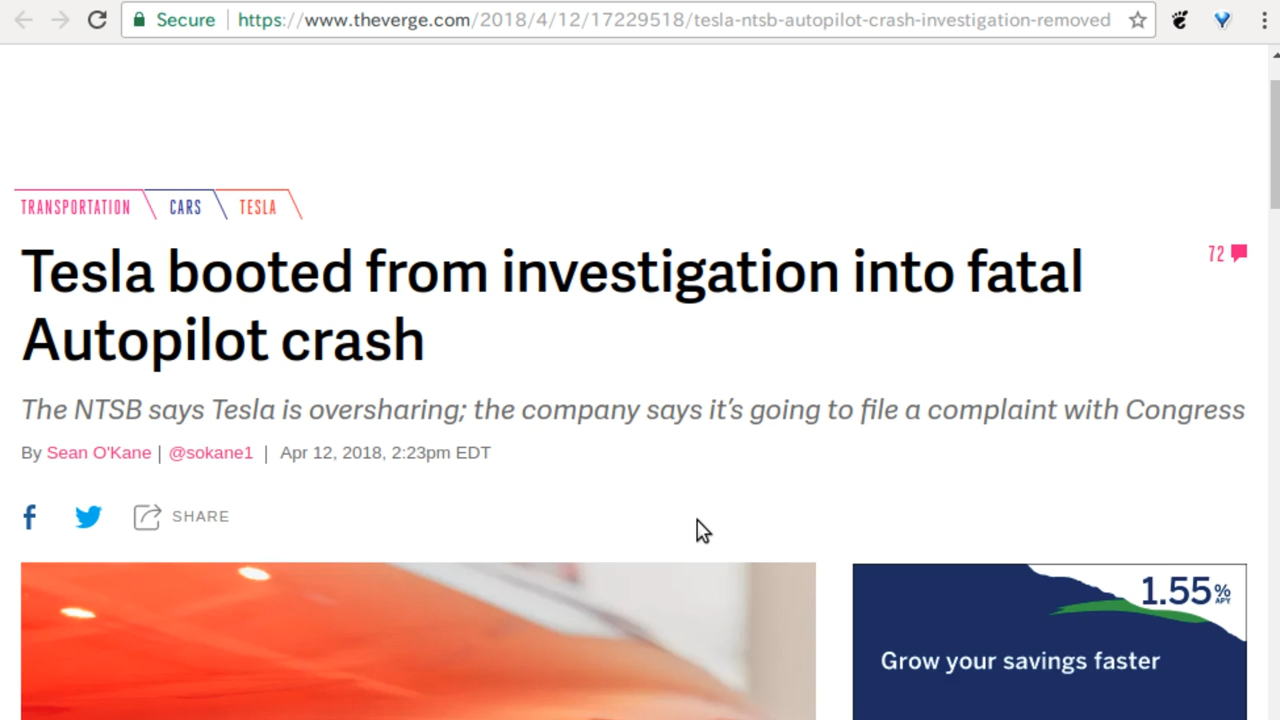 Secure https://www.theverge.com/2018/4/12/17229518/tesla-ntsb-autopilot-crash-investigation-removed
TRANSPORTATION CARS TESLA
Tesla booted from investigation into fatal
Autopilot crash
72
The NTSB says Tesla is oversharing; the company says it’s going to file a complaint with Congress
By Sean O'Kane | @sokane1 | Apr 12, 2018, 2:23pm EDT
SHARE
1.55% APY
Grow your savings faster